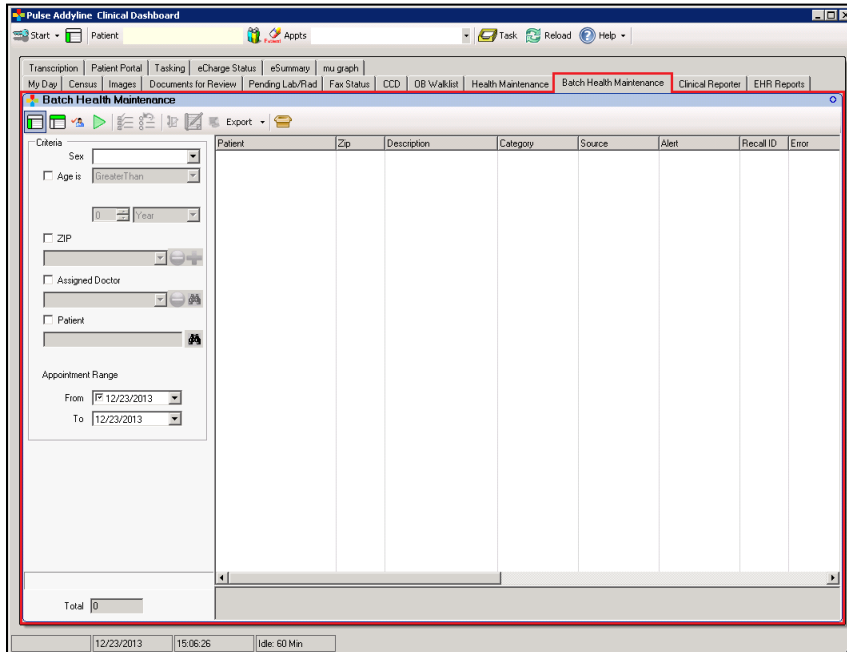 Pulse Addyline Clinical Dashboard
Start Patient Appts Task Reload Help
Transcription Patient Portal Tasking eCharge Status eSummary mu graph
My Day Census Images Documents for Review Pending Lab/Rad Fax Status CCD OB Walklist Health Maintenance Batch Health Maintenance Clinical Reporter EHR Reports
Batch Health Maintenance
Export
Criteria
Patient Zip Description Category Source Alert Recall ID Error
Sex
Age is GreaterThan
0 Year
ZIP
Assigned Doctor
Patient
Appointment Range
From 12/23/2013
To 12/23/2013
Total 0
12/23/2013 15:06:26 Idle: 60 Min